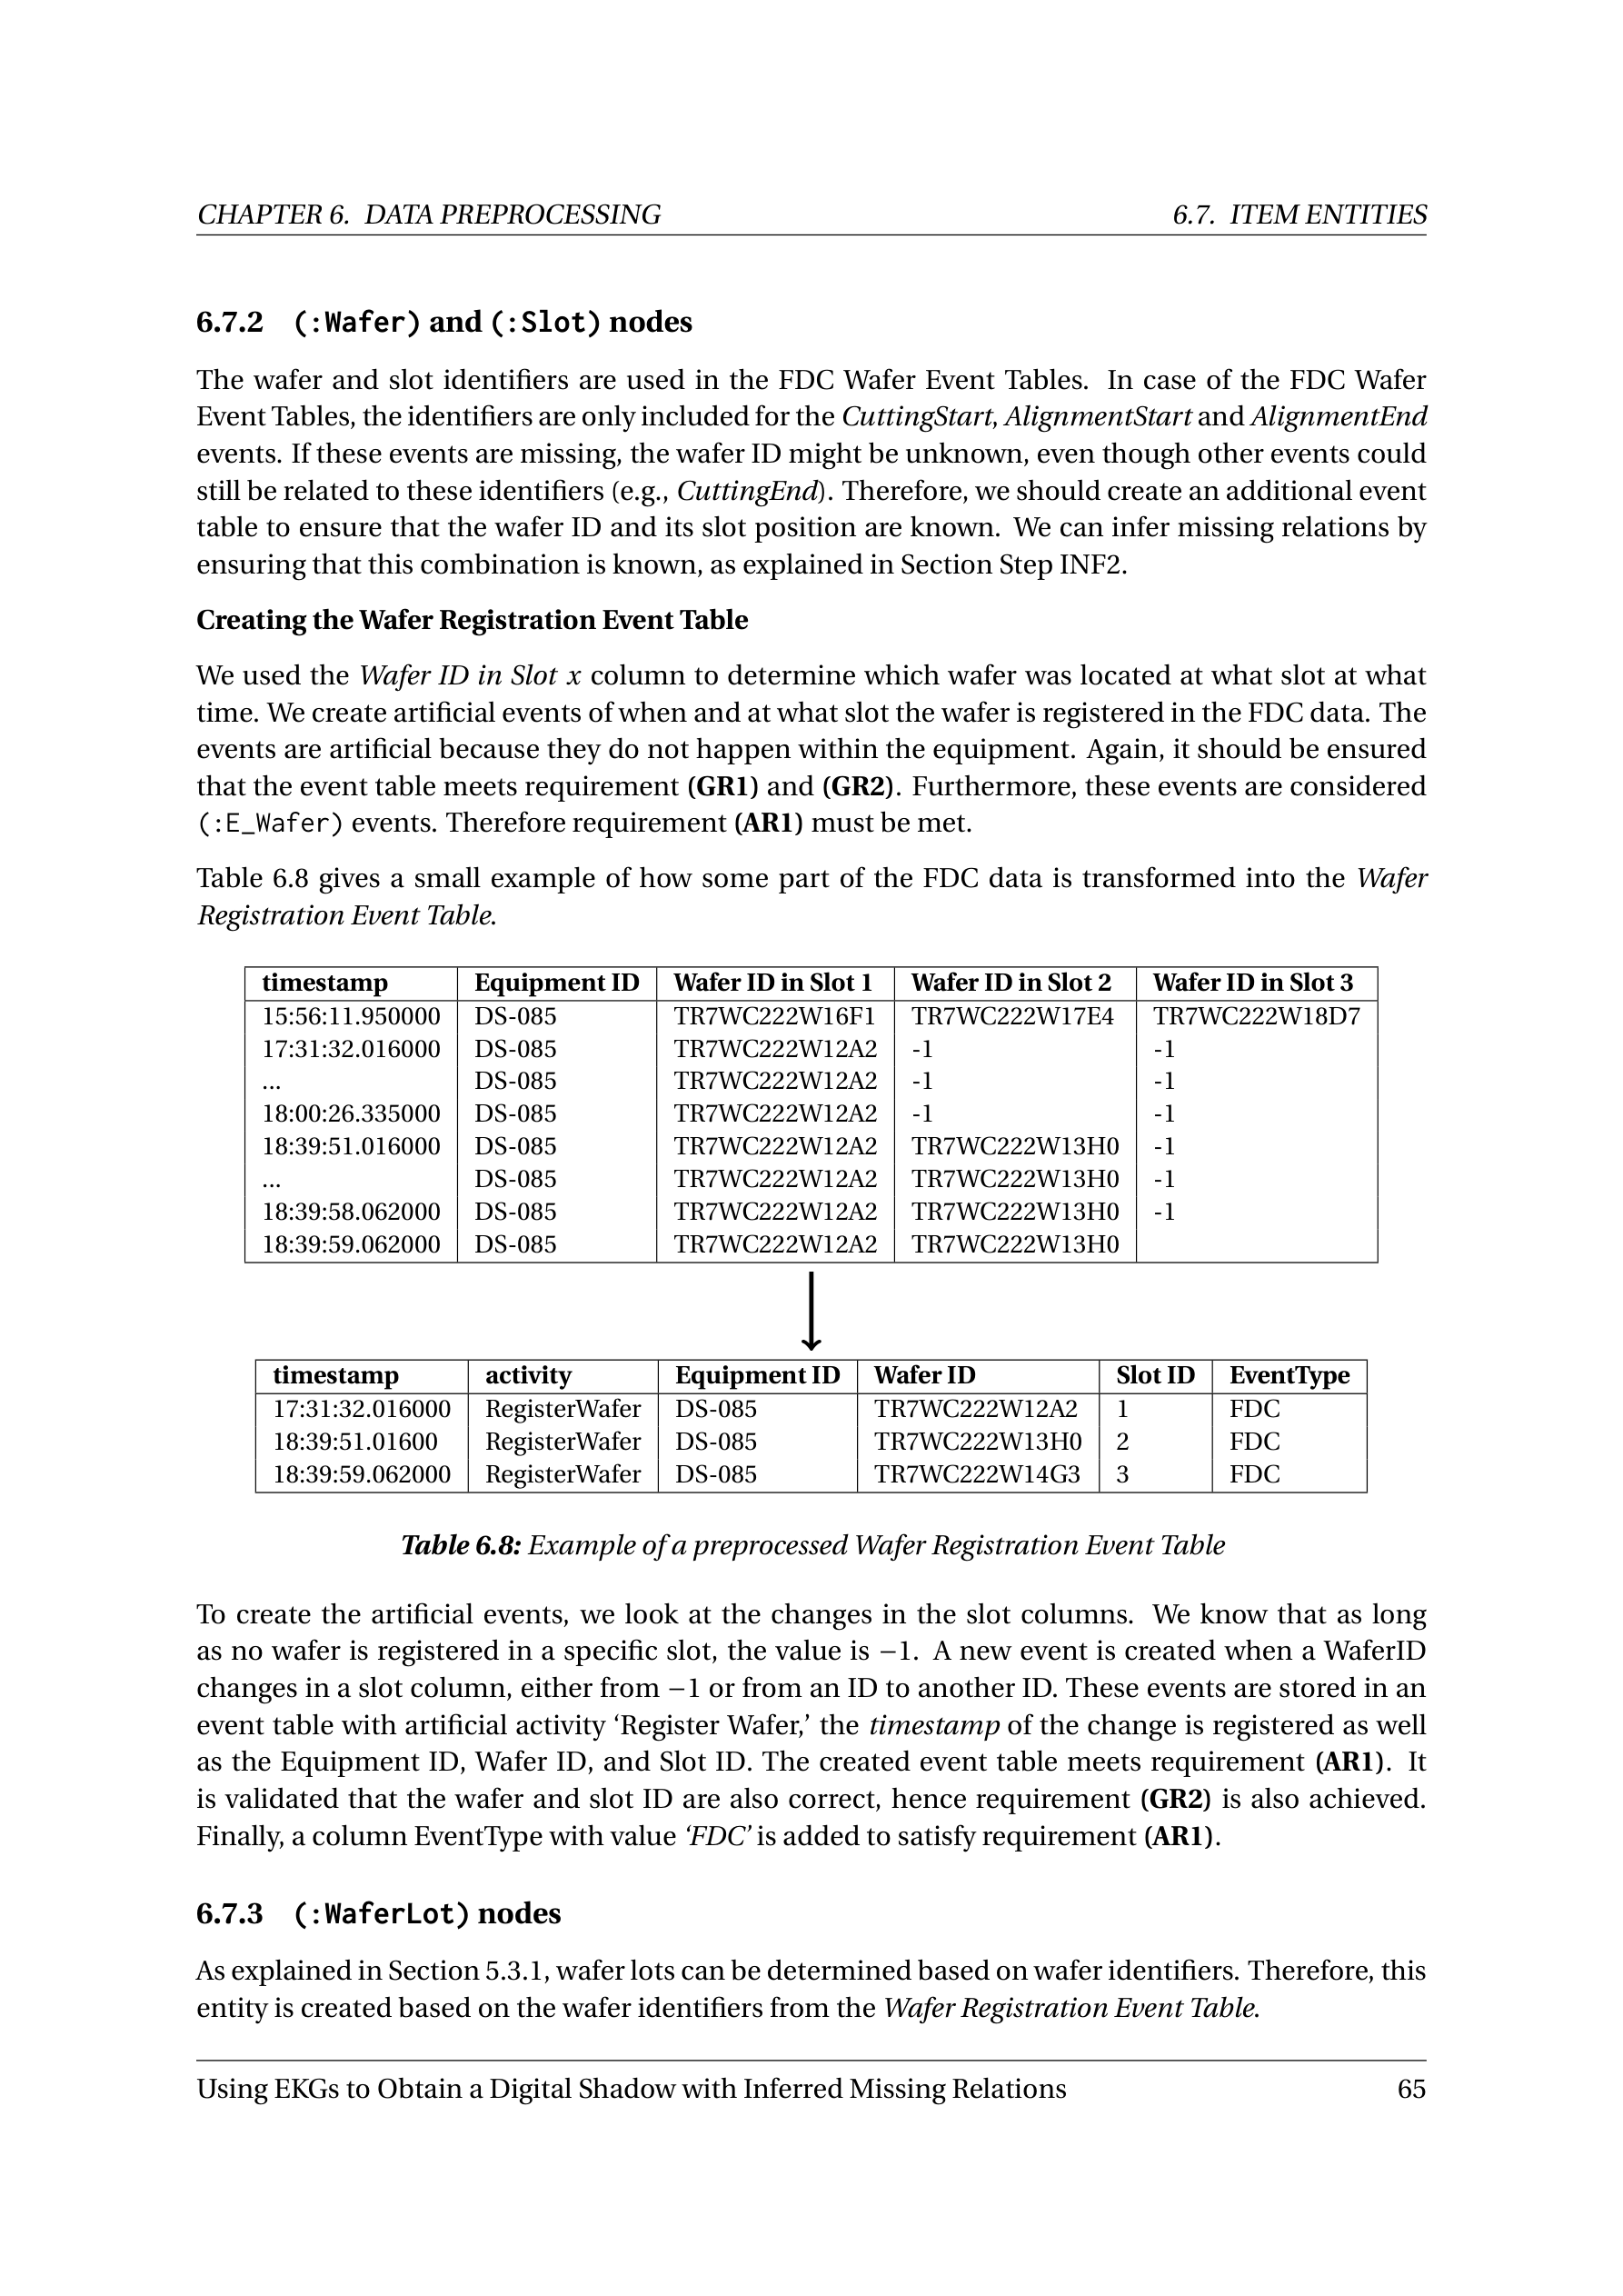 CHAPTER 6. DATA PREPROCESSING 6.7. ITEM ENTITIES
6.7.2 (:Wafer) and (:Slot) nodes
The wafer and slot identifiers are used in the FDC Wafer Event Tables. In case of the FDC Wafer
Event Tables, the identifiers are only included for the CuttingStart, AlignmentStart and AlignmentEnd
events. If these events are missing, the wafer ID might be unknown, even though other events could
still be related to these identifiers (e.g., CuttingEnd). Therefore, we should create an additional event
table to ensure that the wafer ID and its slot position are known. We can infer missing relations by
ensuring that this combination is known, as explained in Section Step INF2.
Creating the Wafer Registration Event Table
We used the Wafer ID in Slot x column to determine which wafer was located at what slot at what
time. We create artificial events of when and at what slot the wafer is registered in the FDC data. The
events are artificial because they do not happen within the equipment. Again, it should be ensured
that the event table meets requirement (GR1) and (GR2). Furthermore, these events are considered
(:E_Wafer) events. Therefore requirement (AR1) must be met.
Table 6.8 gives a small example of how some part of the FDC data is transformed into the Wafer
Registration Event Table.
timestamp Equipment ID Wafer ID in Slot 1 Wafer ID in Slot 2 Wafer ID in Slot 3
15:56:11.950000 DS-085 TR7WC222W16F1 TR7WC222W17E4 TR7WC222W18D7
17:31:32.016000 DS-085 TR7WC222W12A2 -1 -1
... DS-085 TR7WC222W12A2 -1 -1
18:00:26.335000 DS-085 TR7WC222W12A2 -1 -1
18:39:51.016000 DS-085 TR7WC222W12A2 TR7WC222W13H0 -1
... DS-085 TR7WC222W12A2 TR7WC222W13H0 -1
18:39:58.062000 DS-085 TR7WC222W12A2 TR7WC222W13H0 -1
18:39:59.062000 DS-085 TR7WC222W12A2 TR7WC222W13H0
timestamp activity Equipment ID Wafer ID Slot ID EventType
17:31:32.016000 RegisterWafer DS-085 TR7WC222W12A2 1 FDC
18:39:51.01600 RegisterWafer DS-085 TR7WC222W13H0 2 FDC
18:39:59.062000 RegisterWafer DS-085 TR7WC222W14G3 3 FDC
Table 6.8: Example of a preprocessed Wafer Registration Event Table
To create the artificial events, we look at the changes in the slot columns. We know that as long
as no wafer is registered in a specific slot, the value is −1. A new event is created when a WaferID
changes in a slot column, either from −1 or from an ID to another ID. These events are stored in an
event table with artificial activity ‘Register Wafer,’ the timestamp of the change is registered as well
as the Equipment ID, Wafer ID, and Slot ID. The created event table meets requirement (AR1). It
is validated that the wafer and slot ID are also correct, hence requirement (GR2) is also achieved.
Finally, a column EventType with value ‘FDC’ is added to satisfy requirement (AR1).
6.7.3 (:WaferLot) nodes
As explained in Section 5.3.1, wafer lots can be determined based on wafer identifiers. Therefore, this
entity is created based on the wafer identifiers from the Wafer Registration Event Table.
Using EKGs to Obtain a Digital Shadow with Inferred Missing Relations 65